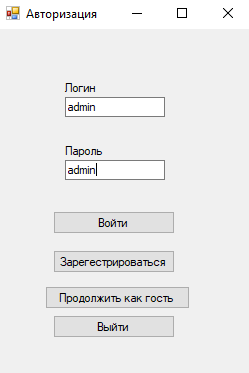 Авторизация
Логин
admin
Пароль
admin
Войти
Зарегестрироваться
Продолжить как гость
Выйти